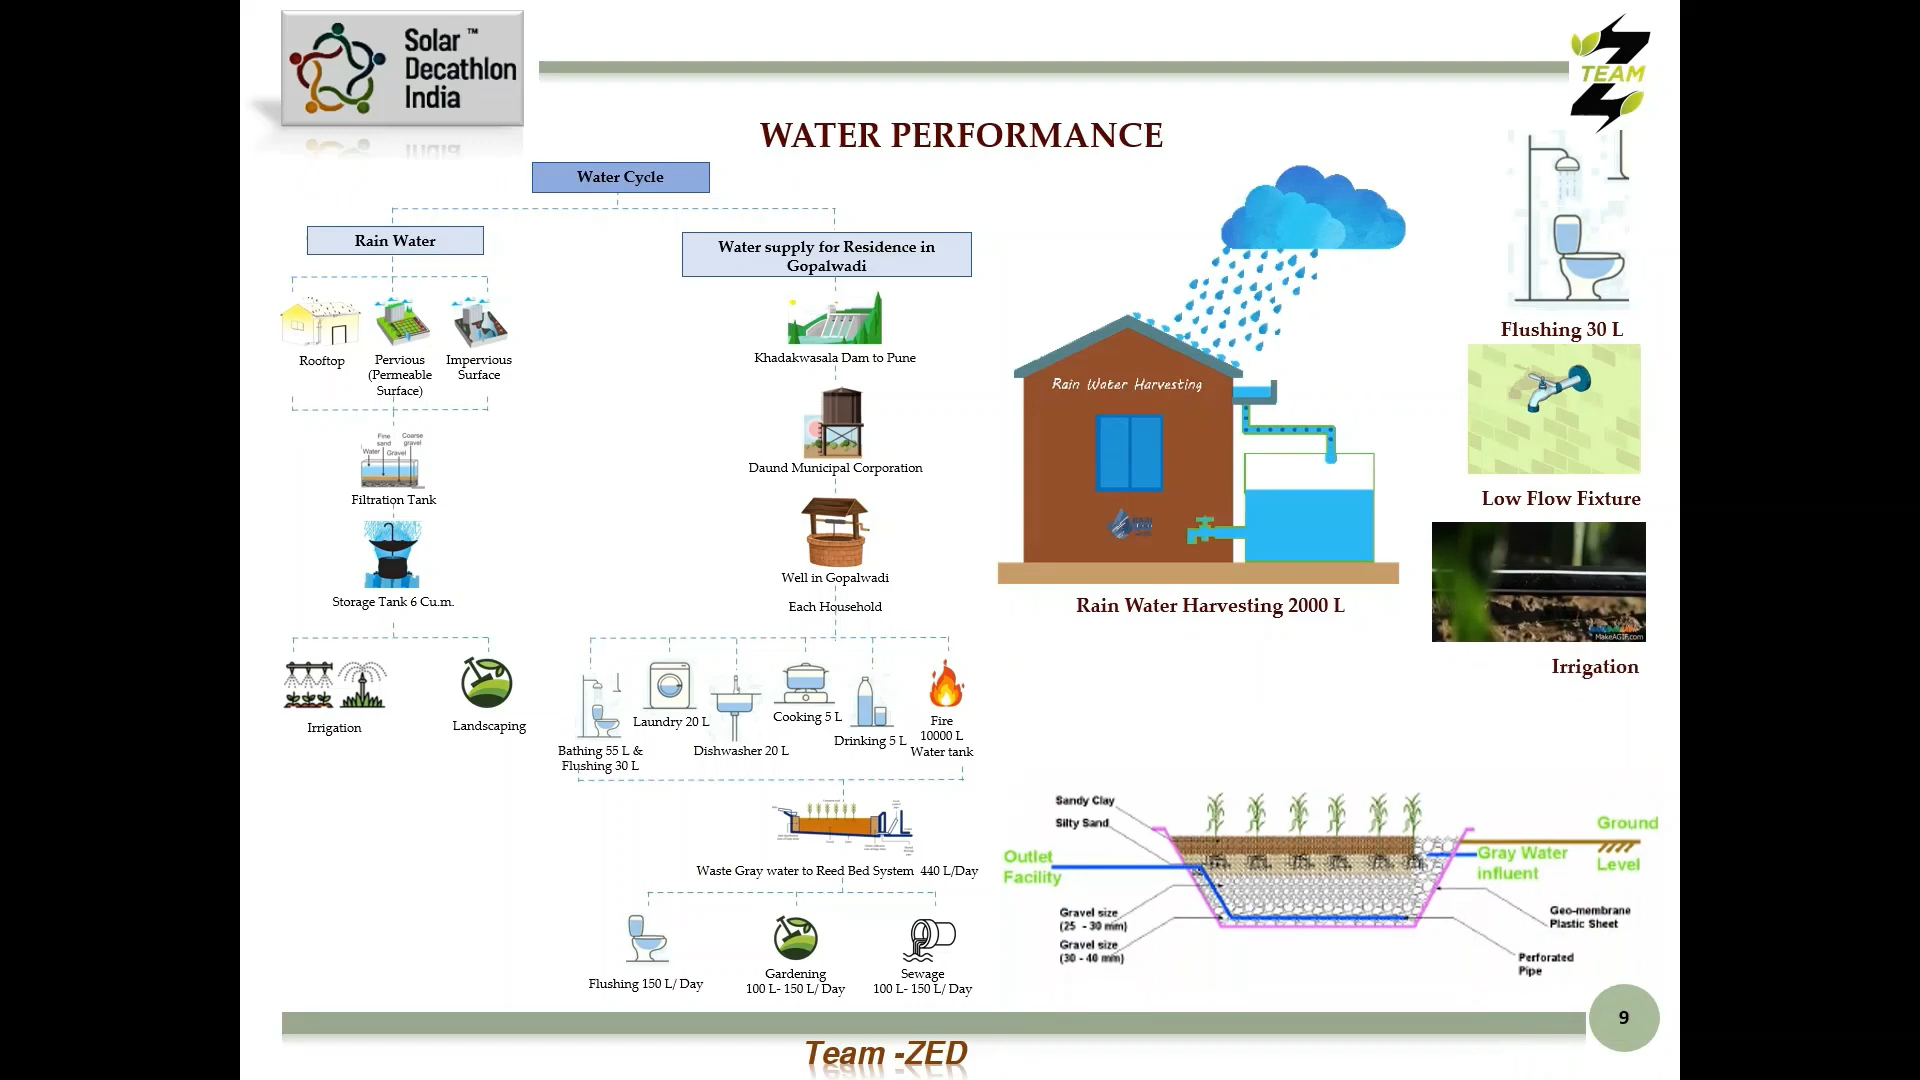 Solar ™
Decathlon
India
TEAM
WATER PERFORMANCE
Water Cycle
Rain Water
Water supply for Residence in
Gopalwadi
Rooftop
Pervious
(Permeable
Surface)
Impervious
Surface
Fine
sand
Coarse
gravel
Water
Gravel
Filtration Tank
Storage Tank 6 Cu.m.
Irrigation
Landscaping
Khadakwasala Dam to Pune
Daund Municipal Corporation
Well in Gopalwadi
Each Household
Bathing 55 L &
Flushing 30 L
Laundry 20 L
Dishwasher 20 L
Cooking 5 L
Drinking 5 L
Fire
10000 L
Water tank
Waste Gray water to Reed Bed System 440 L/Day
Flushing 150 L/ Day
Gardening
100 L- 150 L/ Day
Sewage
100 L- 150 L/ Day
Rain Water Harvesting
Rain Water Harvesting 2000 L
Flushing 30 L
Low Flow Fixture
MakeAGIF.com
Irrigation
Sandy Clay
Silty Sand
Outlet
Facility
Gravel size
(25 - 30 mm)
Gravel size
(30 - 40 mm)
Ground
Level
Gray Water
influent
Geo-membrane
Plastic Sheet
Perforated
Pipe
9
Team -ZED